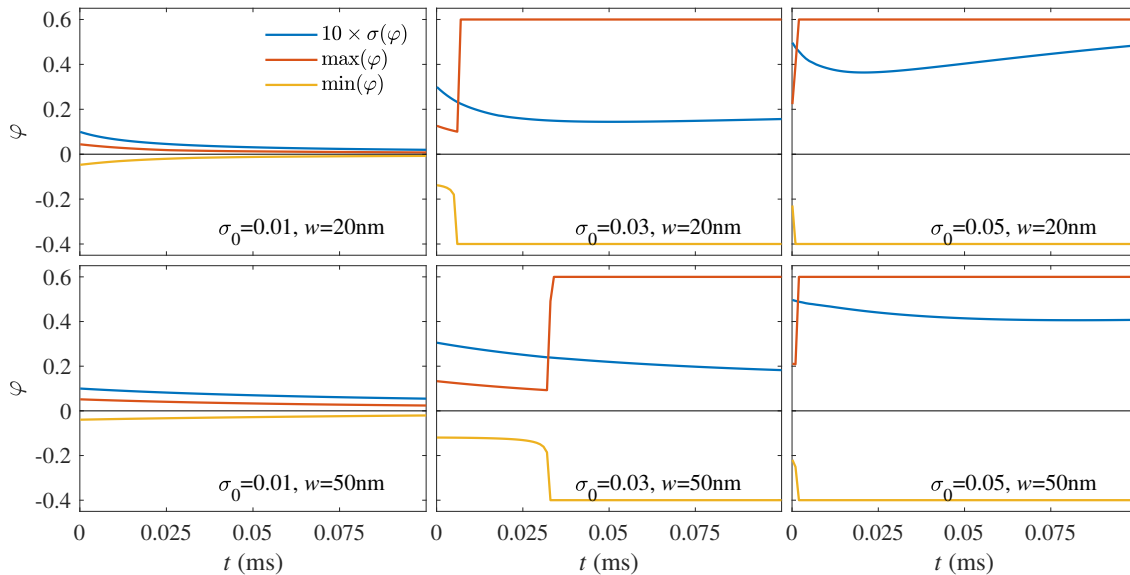 10 × σ(φ)
max(φ)
min(φ)
φ
0.6
0.4
0.2
0
-0.2
-0.4
σ₀=0.01, w=20nm
σ₀=0.03, w=20nm
σ₀=0.05, w=20nm
φ
0.6
0.4
0.2
0
-0.2
-0.4
σ₀=0.01, w=50nm
σ₀=0.03, w=50nm
σ₀=0.05, w=50nm
0 0.025 0.05 0.075
0 0.025 0.05 0.075
0 0.025 0.05 0.075
t (ms)
t (ms)
t (ms)